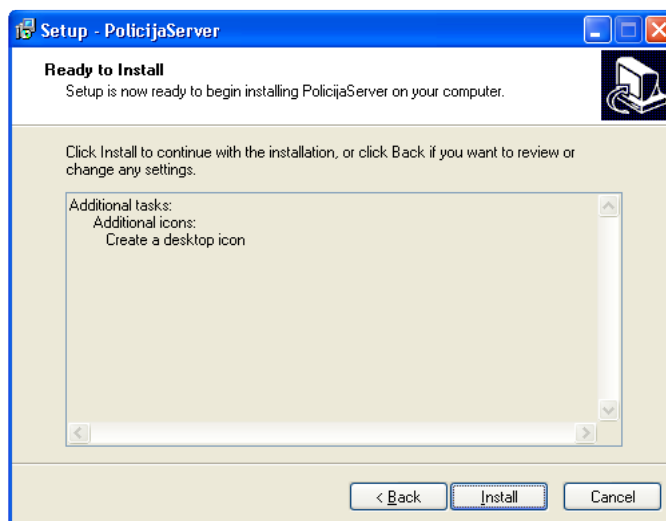 Setup - PolicijaServer
Ready to Install
Setup is now ready to begin installing PolicijaServer on your computer.
Click Install to continue with the installation, or click Back if you want to review or
change any settings.
Additional tasks:
Additional icons:
Create a desktop icon
< Back
Install
Cancel